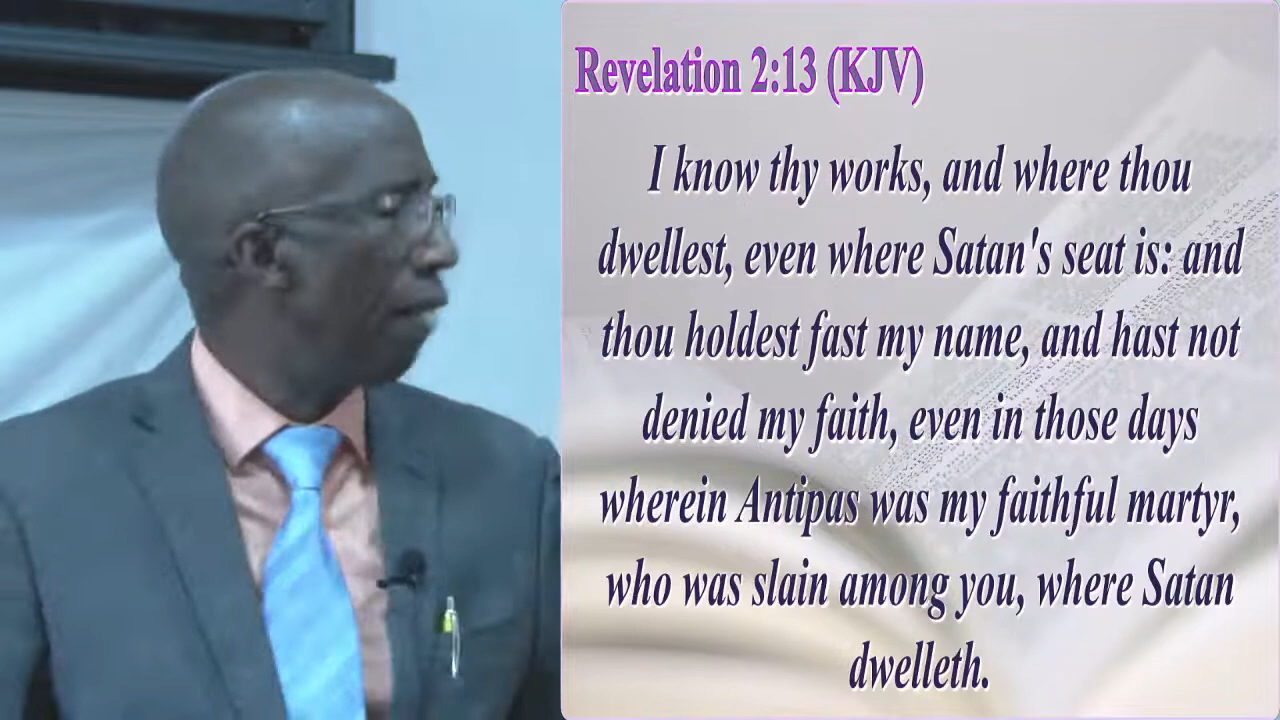 Revelation 2:13 (KJV)
I know thy works, and where thou
dwellest, even where Satan's seat is: and
thou holdest fast my name, and hast not
denied my faith, even in those days
wherein Antipas was my faithful martyr,
who was slain among you, where Satan
dwelleth.